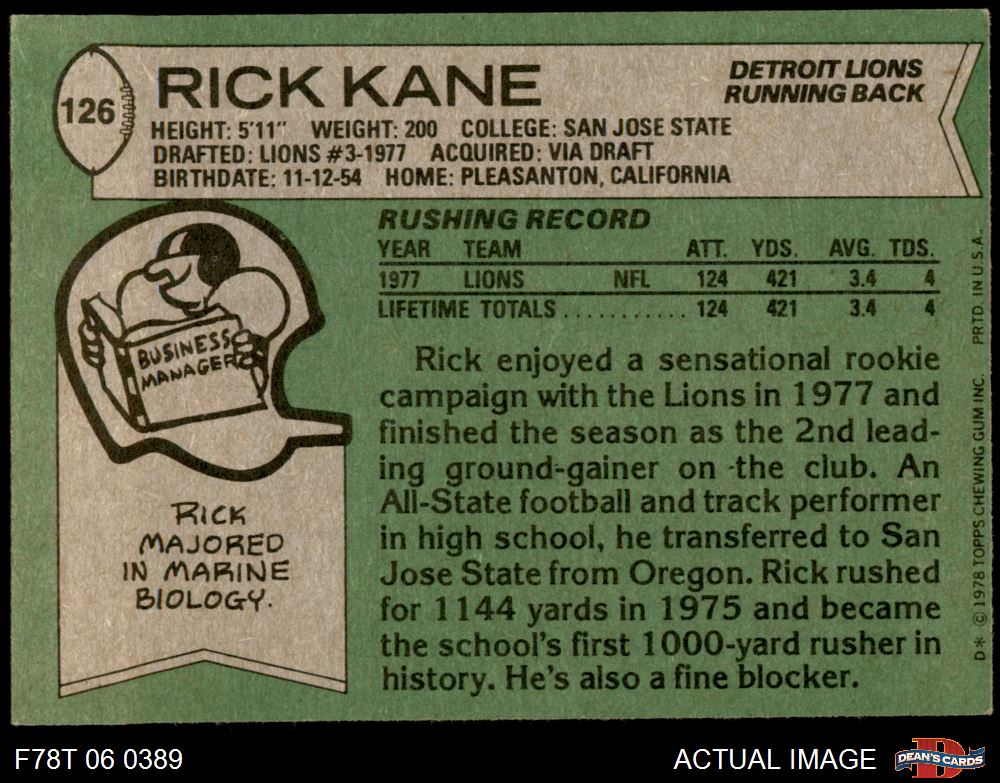 126
RICK KANE
DETROIT LIONS
RUNNING BACK
HEIGHT: 5'11" WEIGHT: 200 COLLEGE: SAN JOSE STATE
DRAFTED: LIONS #3-1977 ACQUIRED: VIA DRAFT
BIRTHDATE: 11-12-54 HOME: PLEASANTON, CALIFORNIA
RUSHING RECORD
YEAR TEAM ATT. YDS. AVG. TDS.
1977 LIONS NFL 124 421 3.4 4
LIFETIME TOTALS ........... 124 421 3.4 4
BUSINESS
MANAGER
RICK
MAJORED
IN MARINE
BIOLOGY.
Rick enjoyed a sensational rookie
campaign with the Lions in 1977 and
finished the season as the 2nd lead-
ing ground-gainer on the club. An
All-State football and track performer
in high school, he transferred to San
Jose State from Oregon. Rick rushed
for 1144 yards in 1975 and became
the school's first 1000-yard rusher in
history. He's also a fine blocker.
D* © 1978 TOPPS CHEWING GUM INC. PRTD. IN U.S.A.
F78T 06 0389
ACTUAL IMAGE
D
DEAN'S CARDS